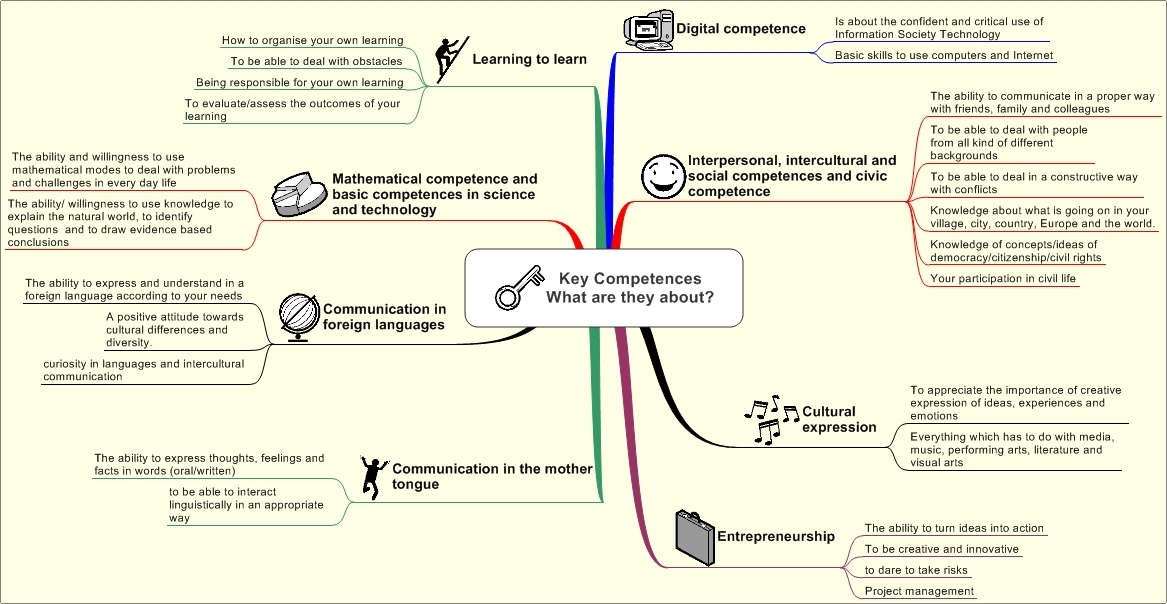 Key Competences
What are they about?
Digital competence
Is about the confident and critical use of
Information Society Technology
Basic skills to use computers and Internet
Interpersonal, intercultural and
social competences and civic
competence
The ability to communicate in a proper way
with friends, family and colleagues
To be able to deal with people
from all kind of different
backgrounds
To be able to deal in a constructive way
with conflicts
Knowledge about what is going on in your
village, city, country, Europe and the world.
Knowledge of concepts/ideas of
democracy/citizenship/civil rights
Your participation in civil life
Cultural
expression
To appreciate the importance of creative
expression of ideas, experiences and
emotions
Everything which has to do with media,
music, performing arts, literature and
visual arts
Entrepreneurship
The ability to turn ideas into action
To be creative and innovative
to dare to take risks
Project management
Learning to learn
How to organise your own learning
To be able to deal with obstacles
Being responsible for your own learning
To evaluate/assess the outcomes of your
learning
Mathematical competence and
basic competences in science
and technology
The ability and willingness to use
mathematical modes to deal with problems
and challenges in every day life
The ability/ willingness to use knowledge to
explain the natural world, to identify
questions and to draw evidence based
conclusions
Communication in
foreign languages
The ability to express and understand in a
foreign language according to your needs
A positive attitude towards
cultural differences and
diversity.
curiosity in languages and intercultural
communication
Communication in the mother
tongue
The ability to express thoughts, feelings and
facts in words (oral/written)
to be able to interact
linguistically in an appropriate
way